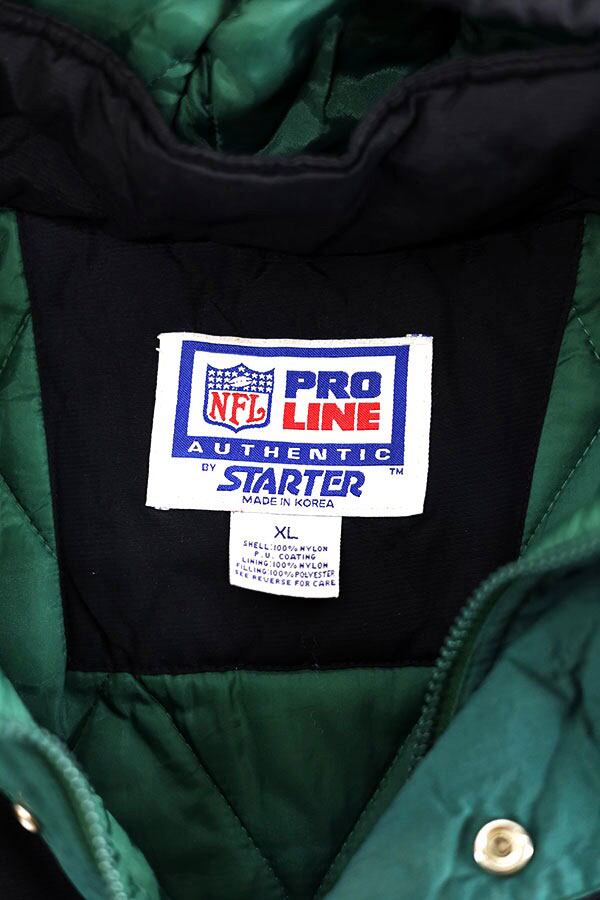 NFL
PRO
LINE
AUTHENTIC
BY STARTER ™
MADE IN KOREA
XL
SHELL:100% NYLON
P.U. COATING
LINING:100% NYLON
FILLING:100% POLYESTER
SEE REVERSE FOR CARE